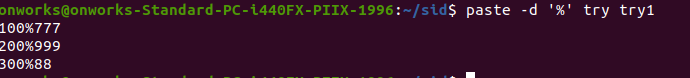 onworks@onworks-Standard-PC-i440FX-PIIX-1996:~/sid$ paste -d '%' try try1
100%777
200%999
300%88